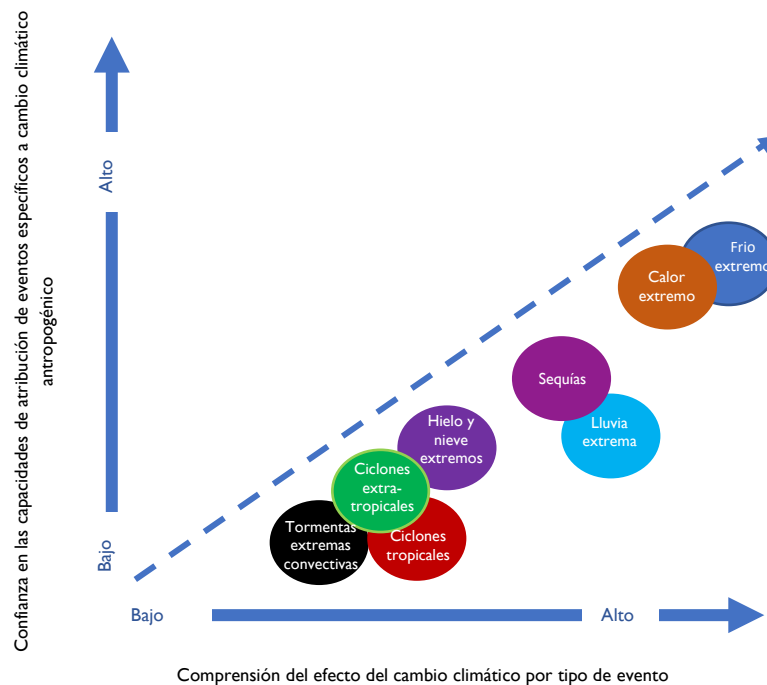 Confianza en las capacidades de atribución de eventos específicos a cambio climático
antropogénico
Alto
Bajo
Frio
extremo
Calor
extremo
Sequías
Lluvia
extrema
Hielo y
nieve
extremos
Ciclones
extra-
tropicales
Tormentas
extremas
convectivas
Ciclones
tropicales
Bajo
Alto
Comprensión del efecto del cambio climático por tipo de evento